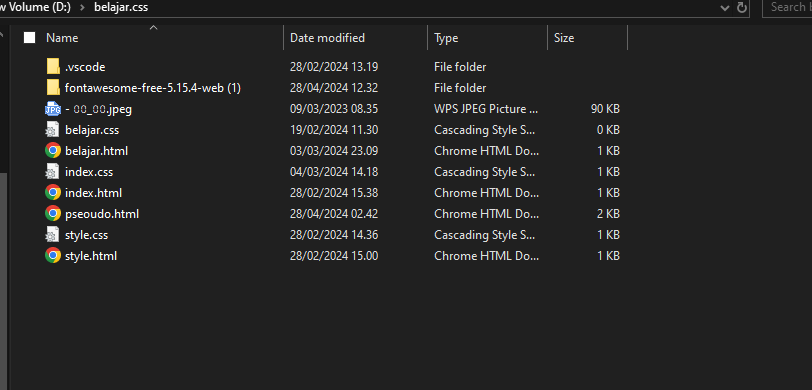 w Volume (D:) > belajar.css
Search b
Name Date modified Type Size
.vscode 28/02/2024 13.19 File folder
fontawesome-free-5.15.4-web (1) 28/04/2024 12.32 File folder
- 00_00.jpeg 09/03/2023 08.35 WPS JPEG Picture ... 90 KB
belajar.css 19/02/2024 11.30 Cascading Style S... 0 KB
belajar.html 03/03/2024 23.09 Chrome HTML Do... 1 KB
index.css 04/03/2024 14.18 Cascading Style S... 1 KB
index.html 28/02/2024 15.38 Chrome HTML Do... 1 KB
pseoudo.html 28/04/2024 02.42 Chrome HTML Do... 2 KB
style.css 28/02/2024 14.36 Cascading Style S... 1 KB
style.html 28/02/2024 15.00 Chrome HTML Do... 1 KB